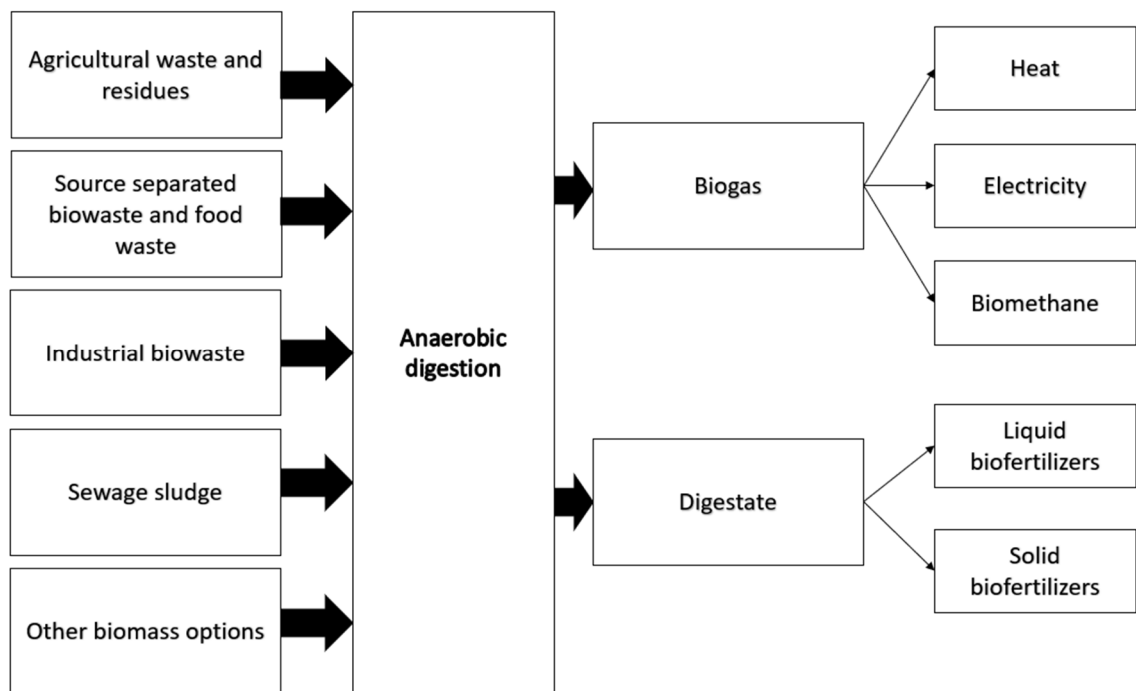 Agricultural waste and
residues
Source separated
biowaste and food
waste
Industrial biowaste
Sewage sludge
Other biomass options
Anaerobic
digestion
Biogas
Digestate
Heat
Electricity
Biomethane
Liquid
biofertilizers
Solid
biofertilizers